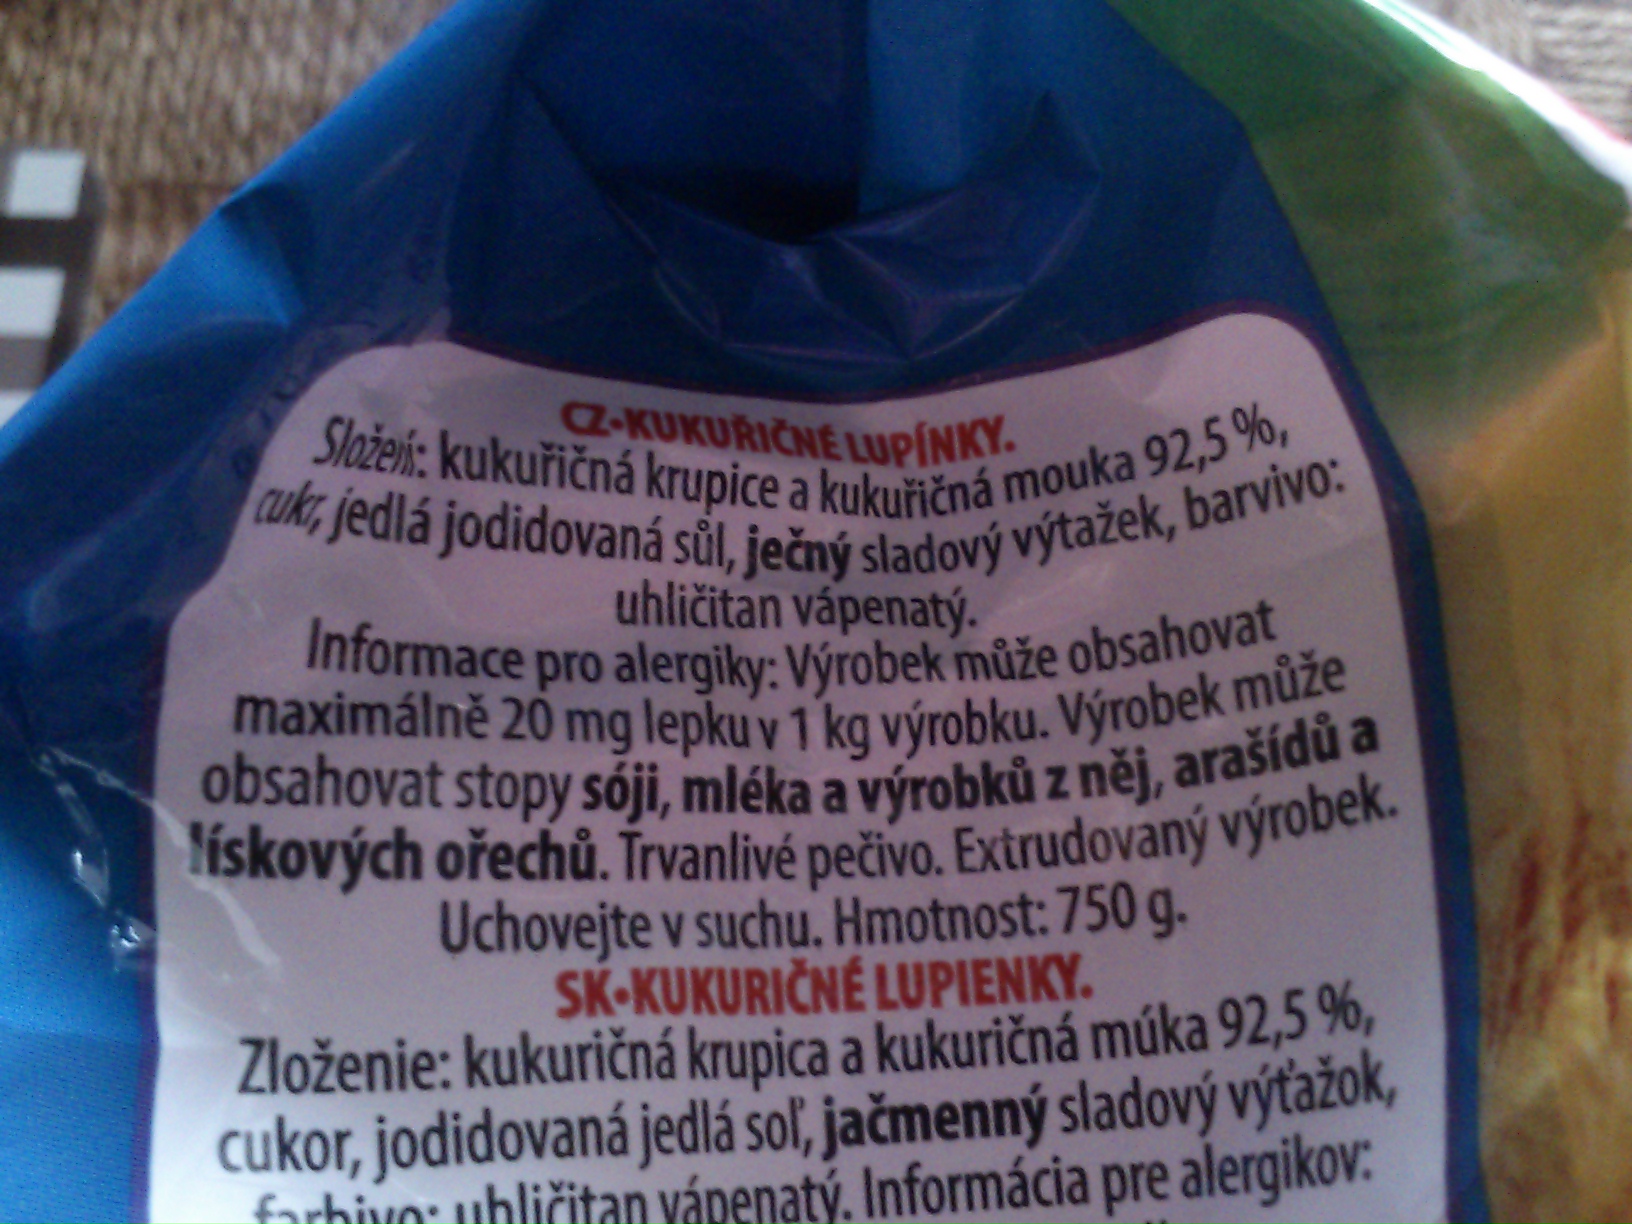 CZ•KUKUŘIČNÉ LUPÍNKY.
Složení: kukuřičná krupice a kukuřičná mouka 92,5 %,
cukr, jedlá jodidovaná sůl, ječný sladový výtažek, barvivo:
uhličitan vápenatý.
Informace pro alergiky: Výrobek může obsahovat
maximálně 20 mg lepku v 1 kg výrobku. Výrobek může
obsahovat stopy sóji, mléka a výrobků z něj, arašídů a
lískových ořechů. Trvanlivé pečivo. Extrudovaný výrobek.
Uchovejte v suchu. Hmotnost: 750 g.
SK•KUKURIČNÉ LUPIENKY.
Zloženie: kukuričná krupica a kukuričná múka 92,5 %,
cukor, jodidovaná jedlá soľ, jačmenný sladový výťažok,
farbivo: uhličitan vápenatý. Informácia pre alergikov: